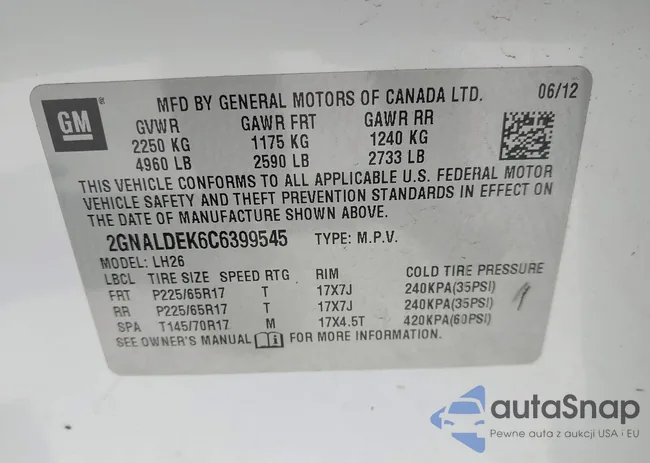 GM
MFD BY GENERAL MOTORS OF CANADA LTD. 06/12
GVWR GAWR FRT GAWR RR
2250 KG 1175 KG 1240 KG
4960 LB 2590 LB 2733 LB
THIS VEHICLE CONFORMS TO ALL APPLICABLE U.S. FEDERAL MOTOR
VEHICLE SAFETY AND THEFT PREVENTION STANDARDS IN EFFECT ON
THE DATE OF MANUFACTURE SHOWN ABOVE.
2GNALDEK6C6399545 TYPE: M.P.V.
MODEL: LH26
LBCL TIRE SIZE SPEED RTG RIM COLD TIRE PRESSURE
FRT P225/65R17 T 17X7J 240KPA(35PSI)
RR P225/65R17 T 17X7J 240KPA(35PSI)
SPA T145/70R17 M 17X4.5T 420KPA(60PSI)
SEE OWNER'S MANUAL FOR MORE INFORMATION.
autaSnap
Pewne auta z aukcji USA i EU